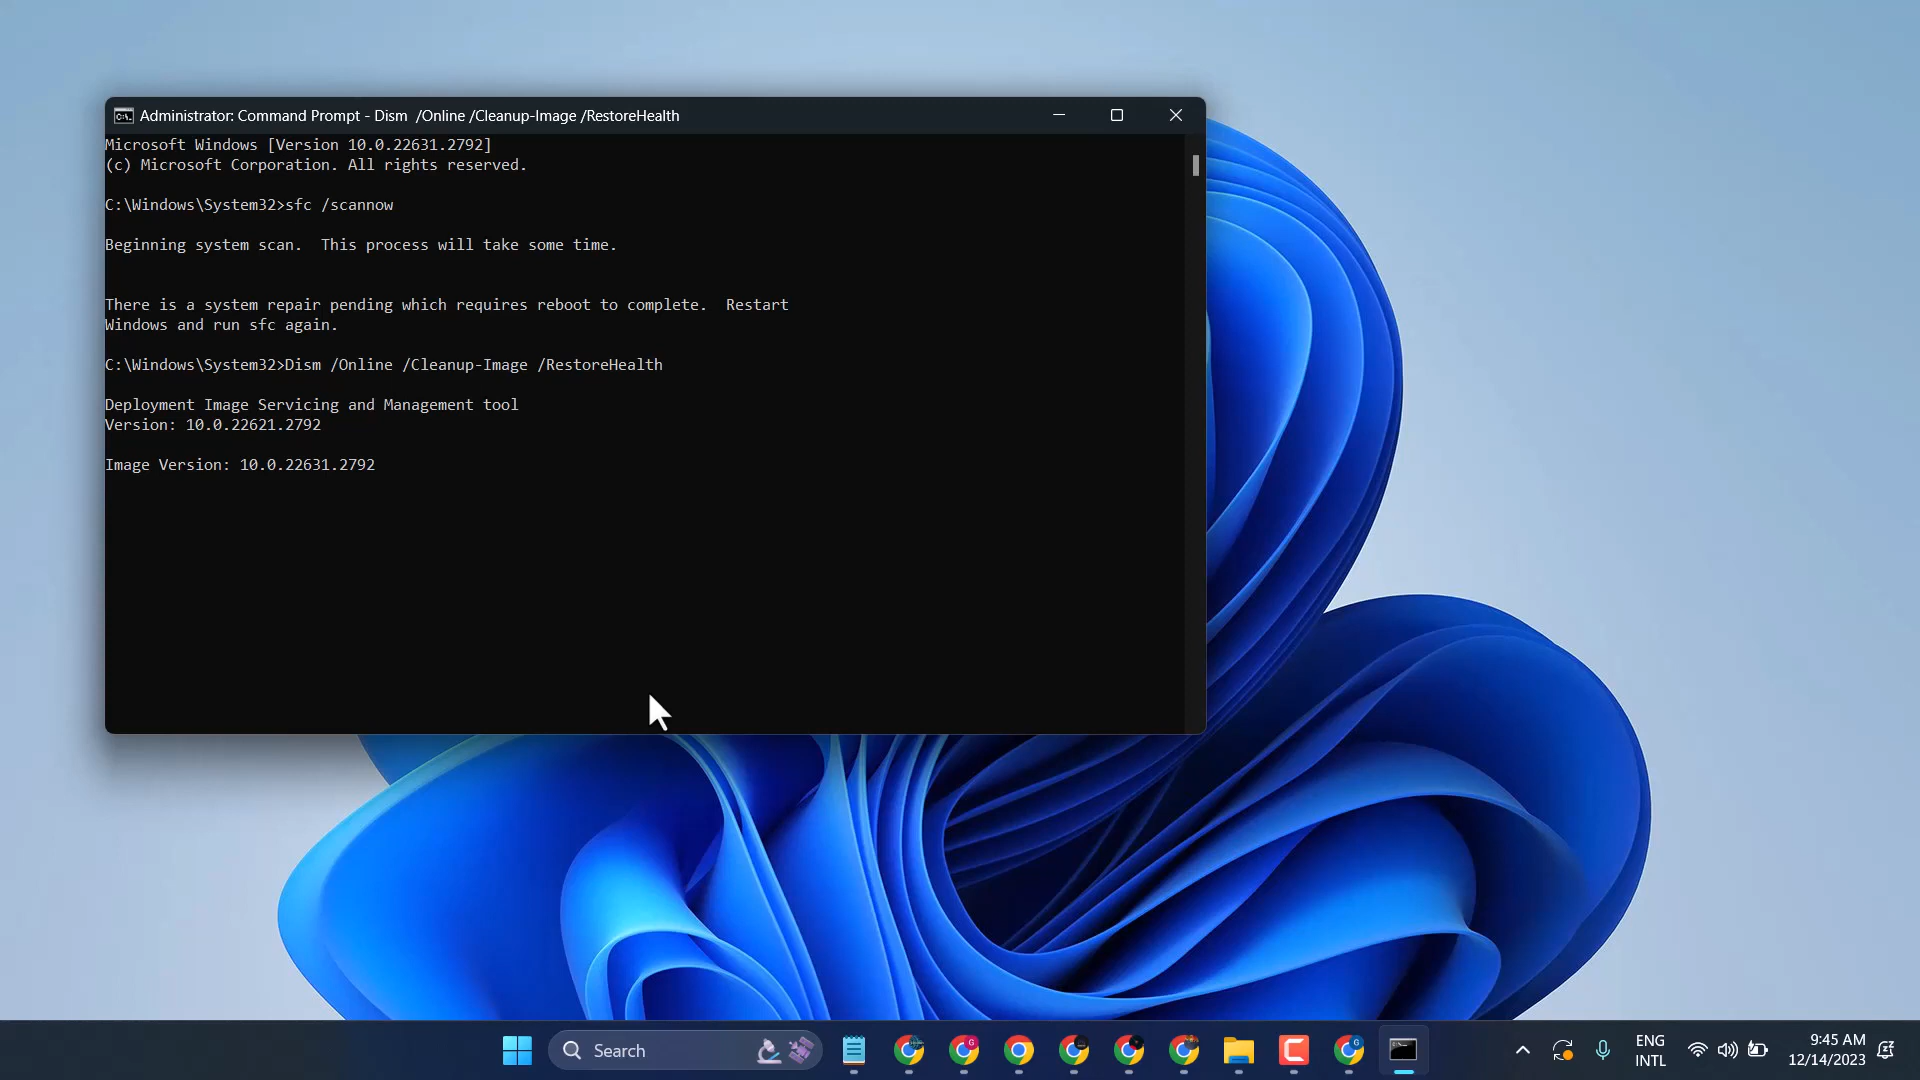 Administrator: Command Prompt - Dism  /Online /Cleanup-Image /RestoreHealth
Microsoft Windows [Version 10.0.22631.2792]
(c) Microsoft Corporation. All rights reserved.
C:\Windows\System32>sfc /scannow
Beginning system scan.  This process will take some time.
There is a system repair pending which requires reboot to complete.  Restart
Windows and run sfc again.
C:\Windows\System32>Dism /Online /Cleanup-Image /RestoreHealth
Deployment Image Servicing and Management tool
Version: 10.0.22621.2792
Image Version: 10.0.22631.2792
Search
ENG
INTL
9:45 AM
12/14/2023